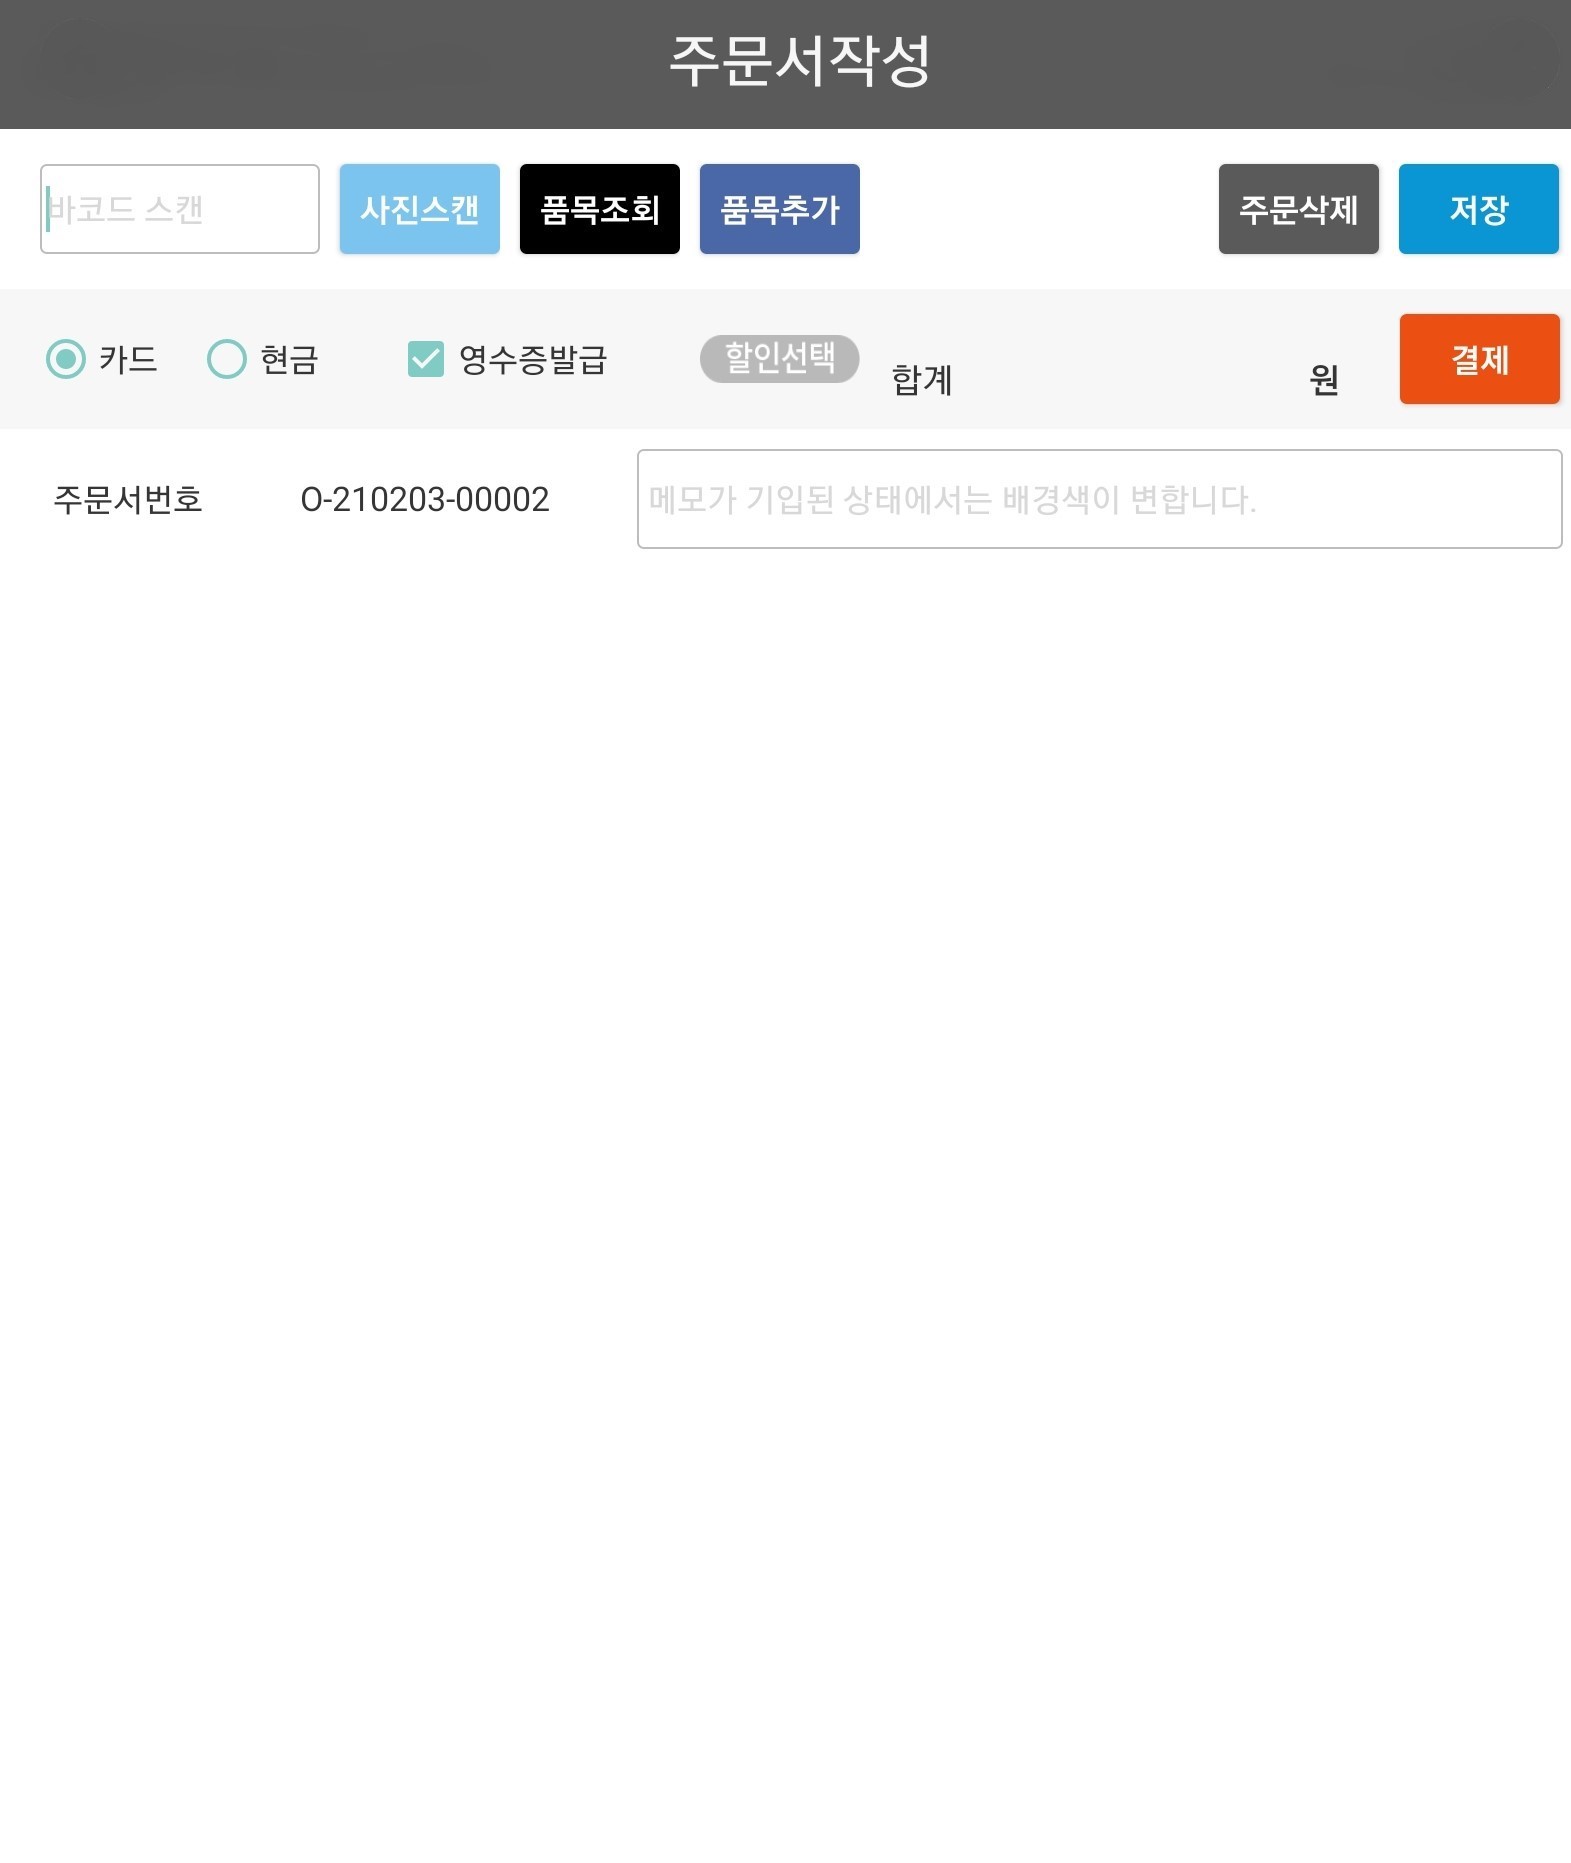 주문서작성
바코드 스캔 사진스캔 품목조회 품목추가 주문삭제 저장
카드 현금 영수증발급 할인선택 합계 원 결제
주문서번호 O-210203-00002 메모가 기입된 상태에서는 배경색이 변합니다.